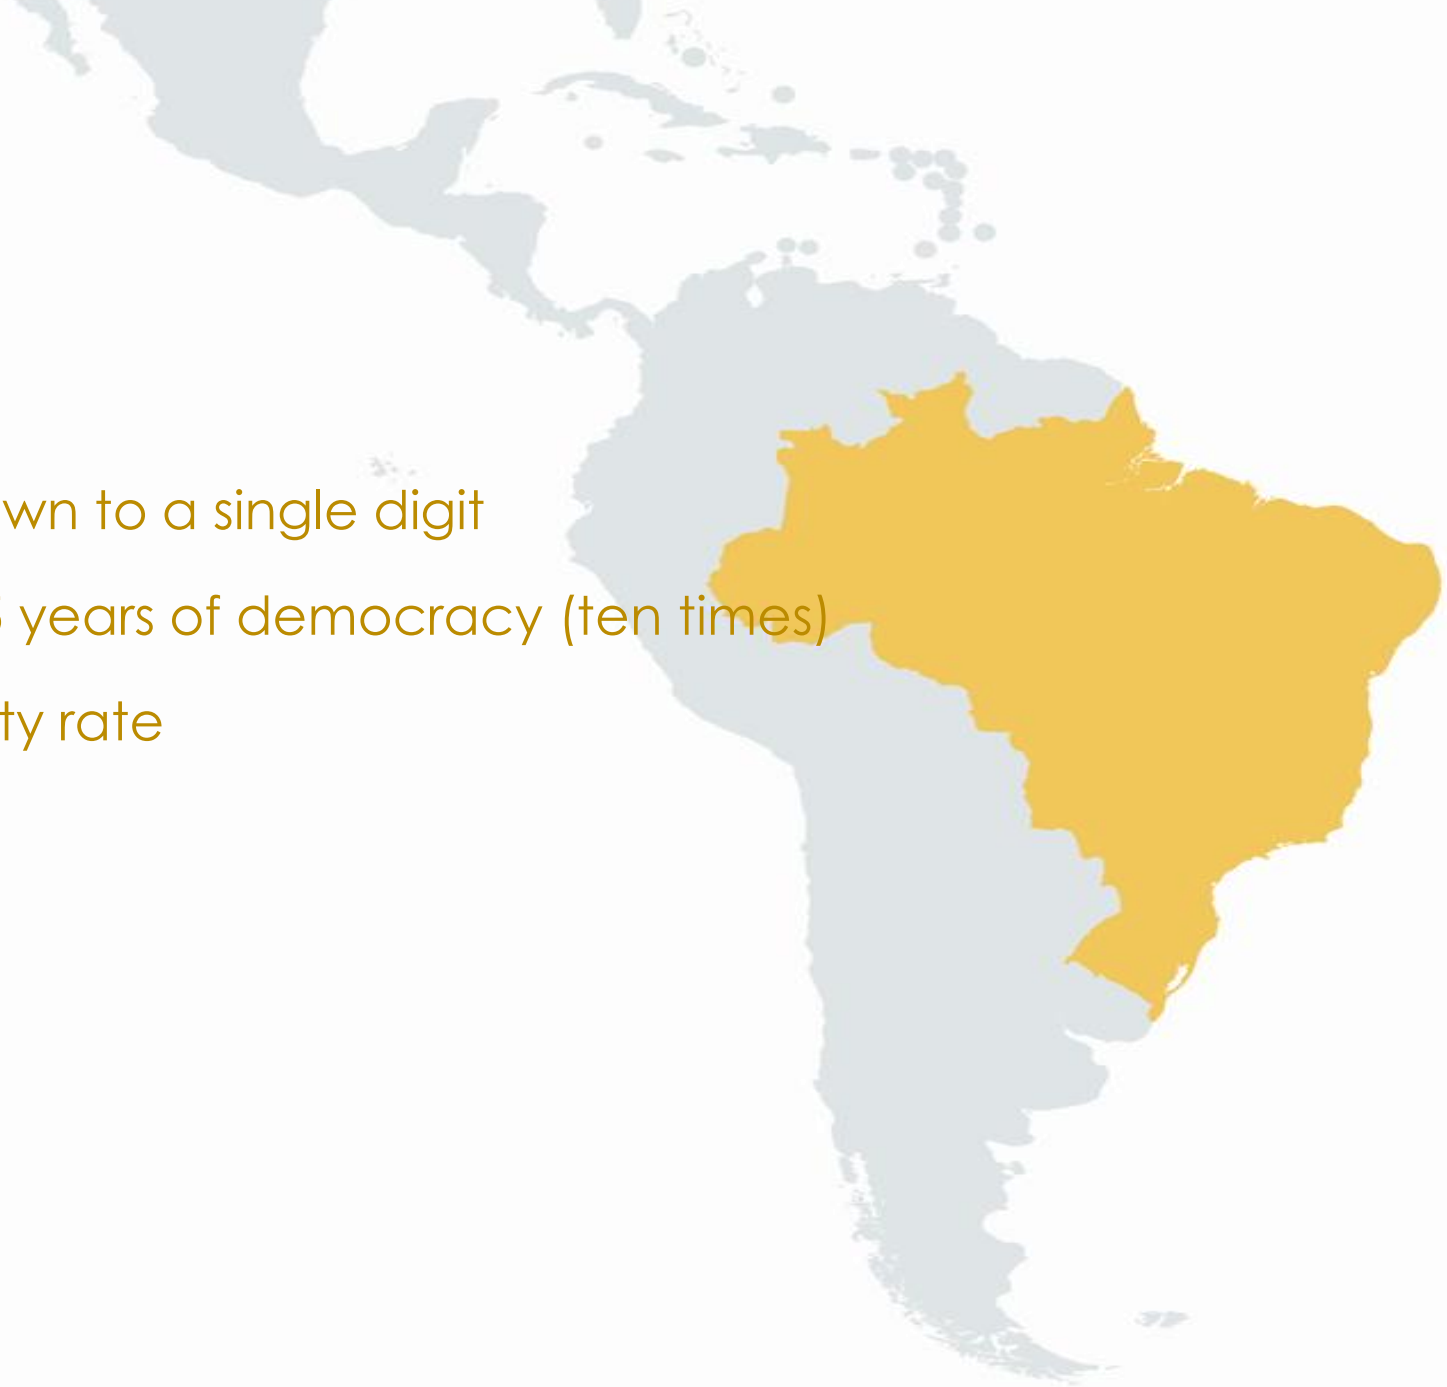 wn to a single digit
years of democracy (ten times)
ty rate